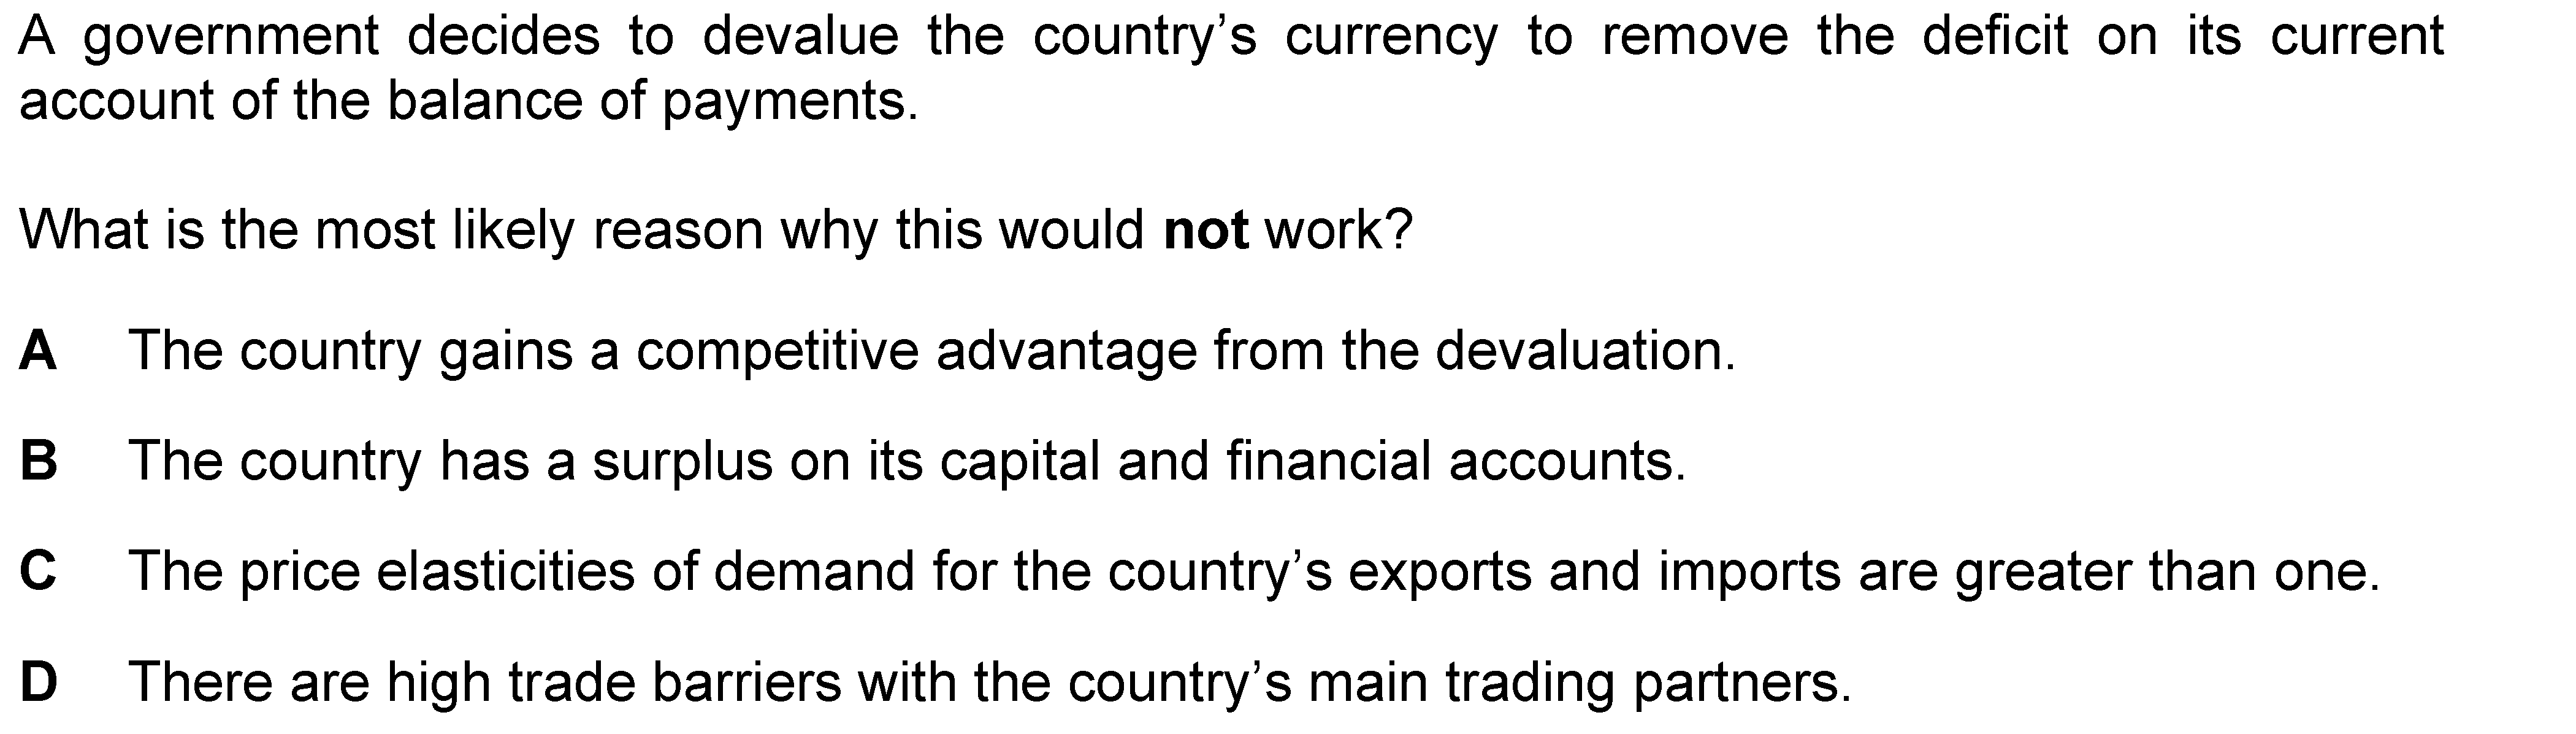 A government decides to devalue the country’s currency to remove the deficit on its current
account of the balance of payments.
What is the most likely reason why this would not work?
A The country gains a competitive advantage from the devaluation.
B The country has a surplus on its capital and financial accounts.
C The price elasticities of demand for the country’s exports and imports are greater than one.
D There are high trade barriers with the country’s main trading partners.